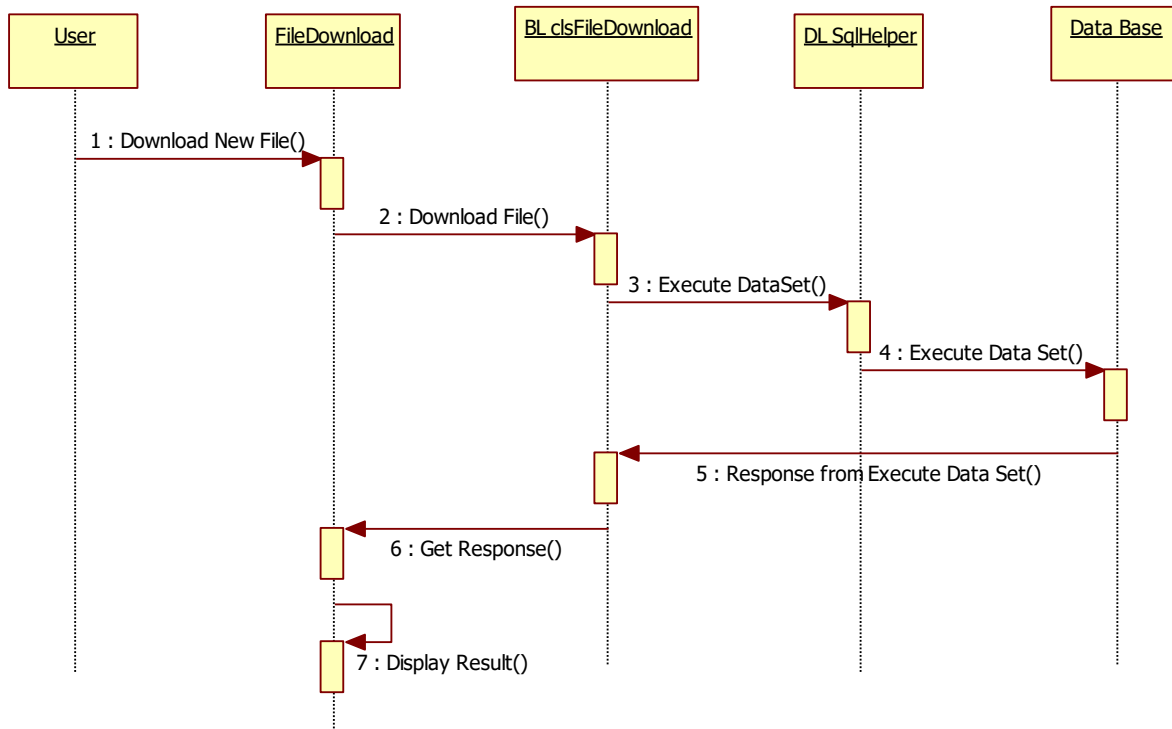 User
FileDownload
BL clsFileDownload
DL SqlHelper
Data Base
1 : Download New File()
2 : Download File()
3 : Execute DataSet()
4 : Execute Data Set()
5 : Response from Execute Data Set()
6 : Get Response()
7 : Display Result()